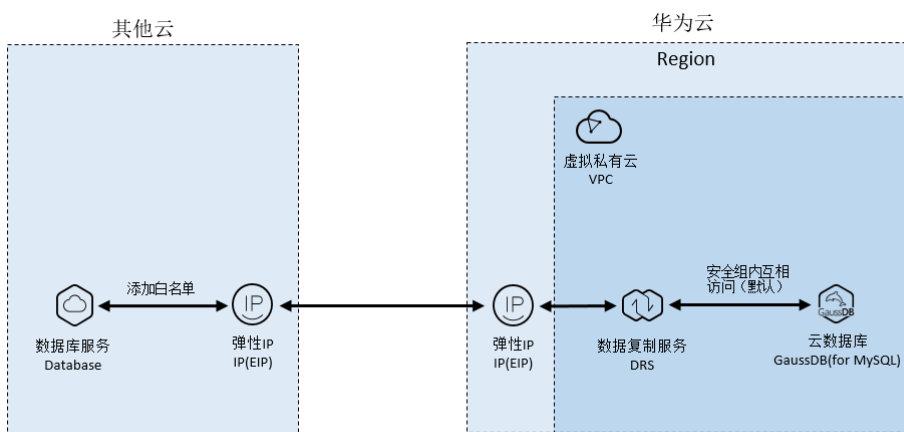 其他云
华为云
Region
虚拟私有云
VPC
添加白名单
安全组内互相
访问（默认）
IP
IP
GaussDB
数据库服务
Database
弹性IP
IP(EIP)
弹性IP
IP(EIP)
数据复制服务
DRS
云数据库
GaussDB(for MySQL)